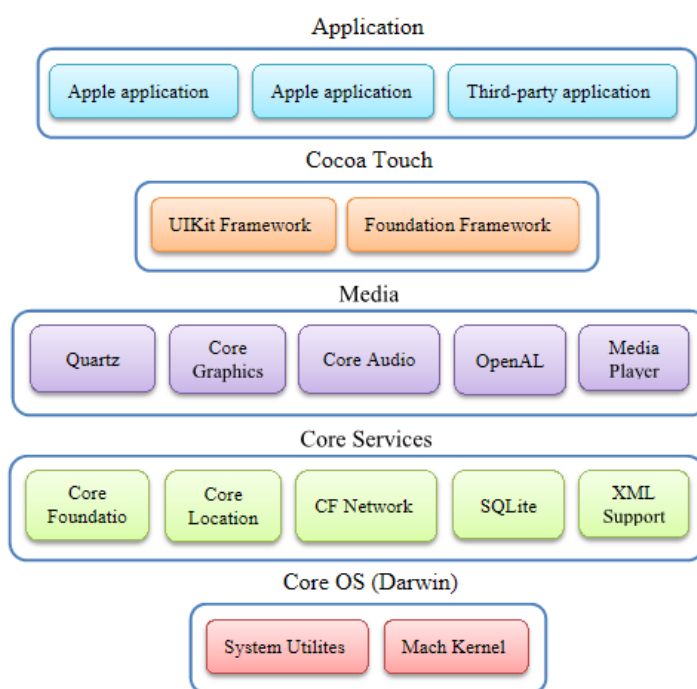 Application
Apple application
Apple application
Third-party application
Cocoa Touch
UIKit Framework
Foundation Framework
Media
Quartz
Core
Graphics
Core Audio
OpenAL
Media
Player
Core Services
Core
Foundatio
Core
Location
CF Network
SQLite
XML
Support
Core OS (Darwin)
System Utilites
Mach Kernel